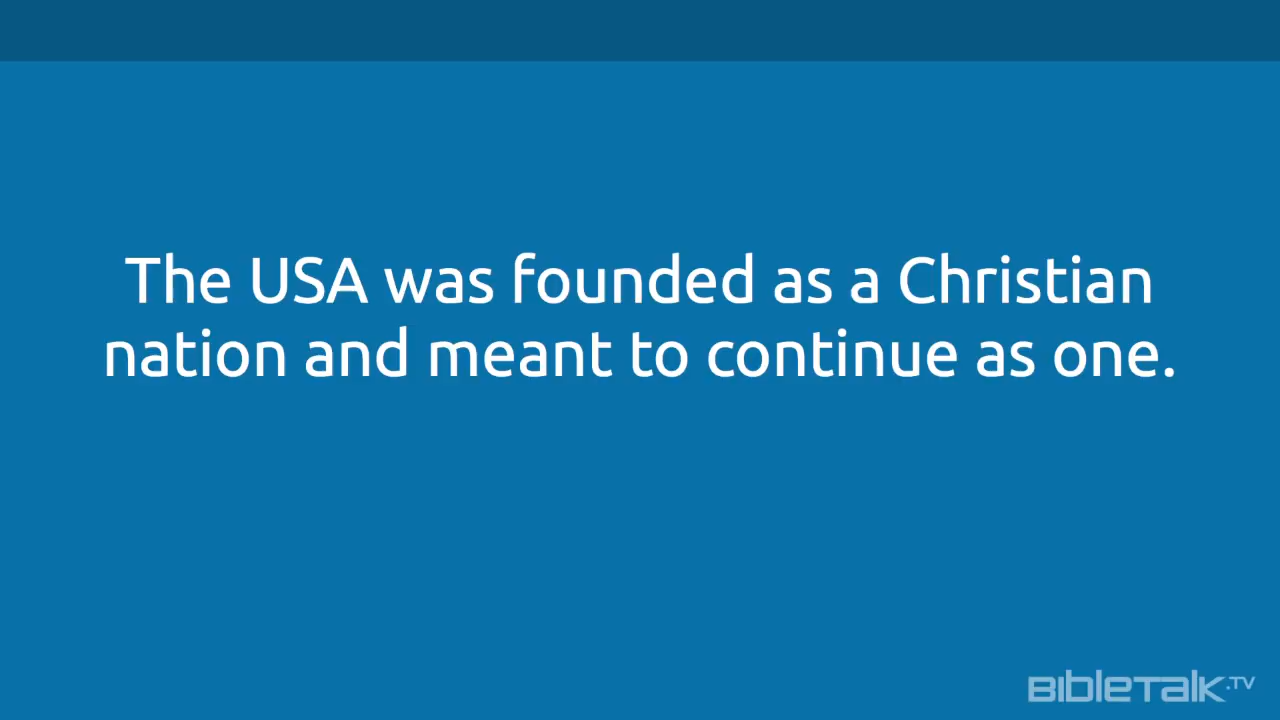 The USA was founded as a Christian
nation and meant to continue as one.
BibleTalk.TV